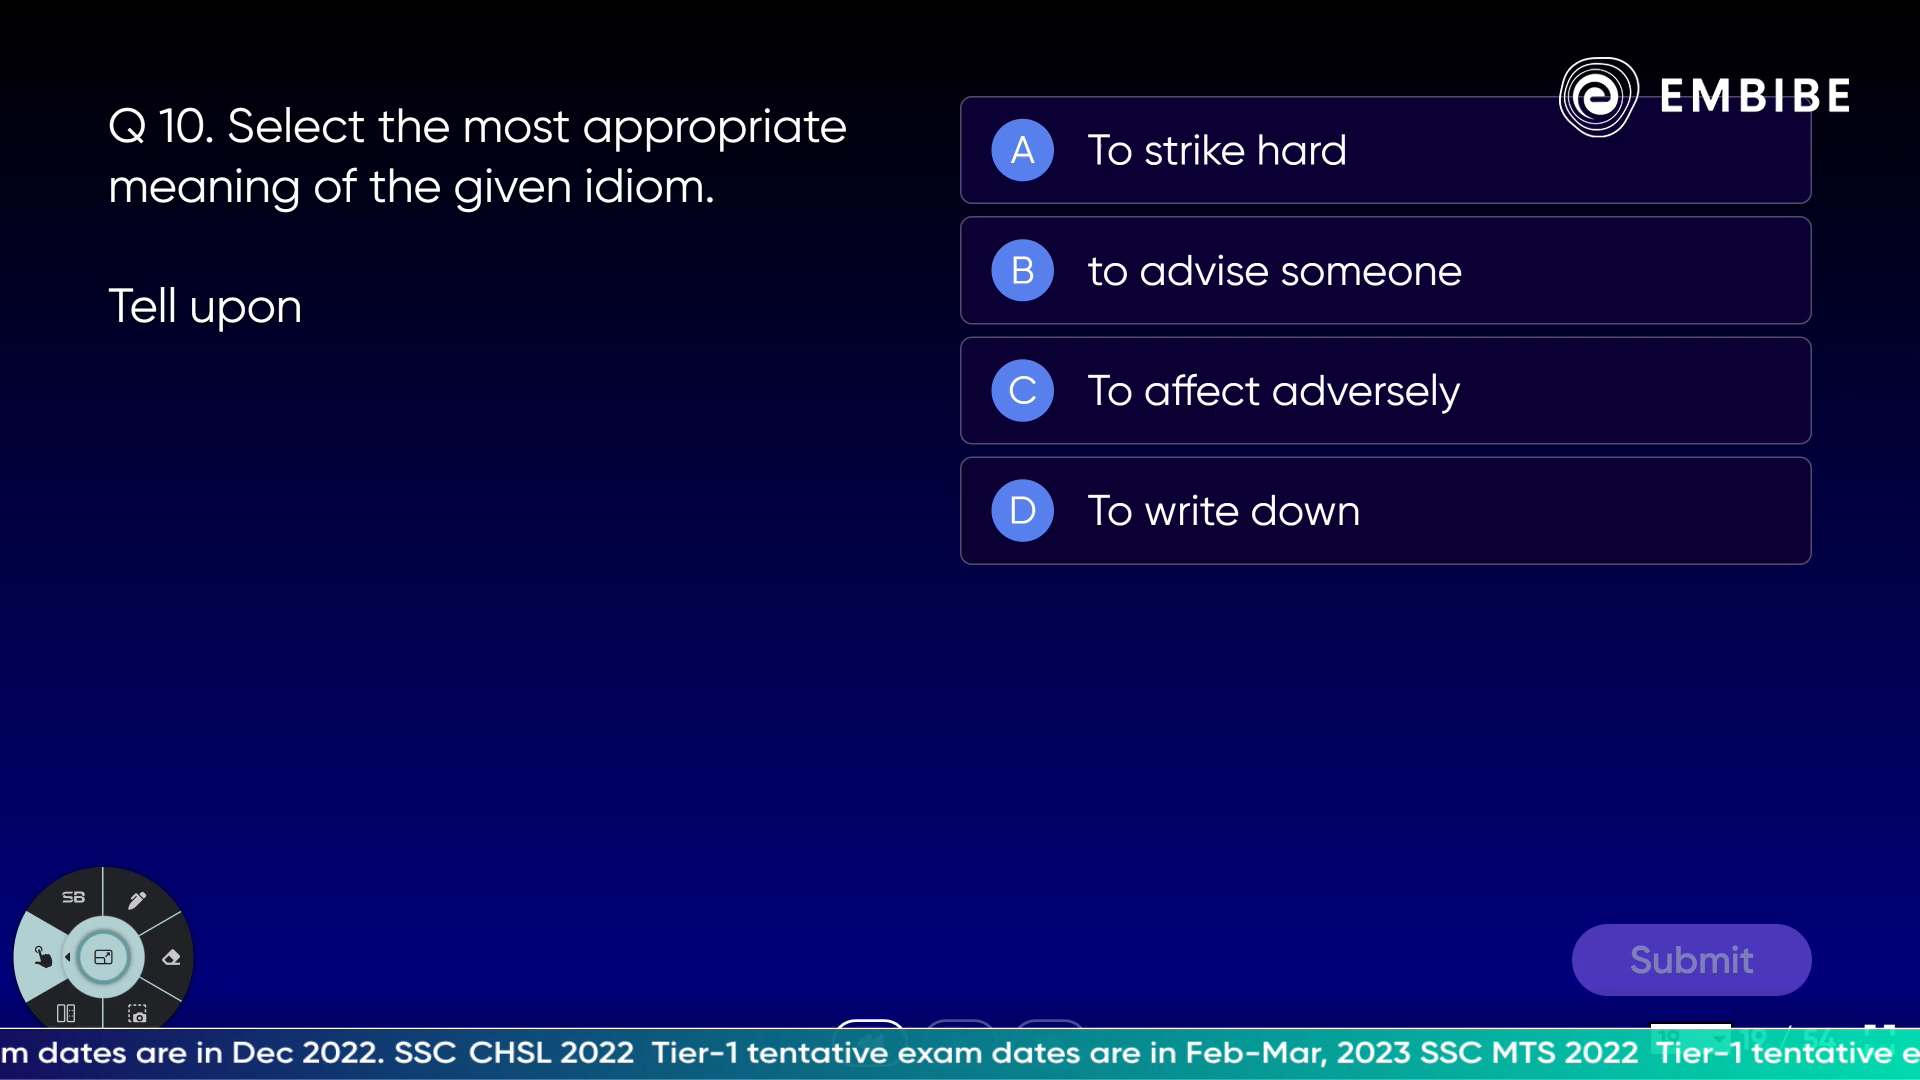 EMBIBE
Q 10. Select the most appropriate
meaning of the given idiom.
Tell upon
A To strike hard
B to advise someone
C To affect adversely
D To write down
SB
Submit
m dates are in Dec 2022. SSC CHSL 2022 Tier-1 tentative exam dates are in Feb-Mar, 2023 SSC MTS 2022 Tier-1 tentative e